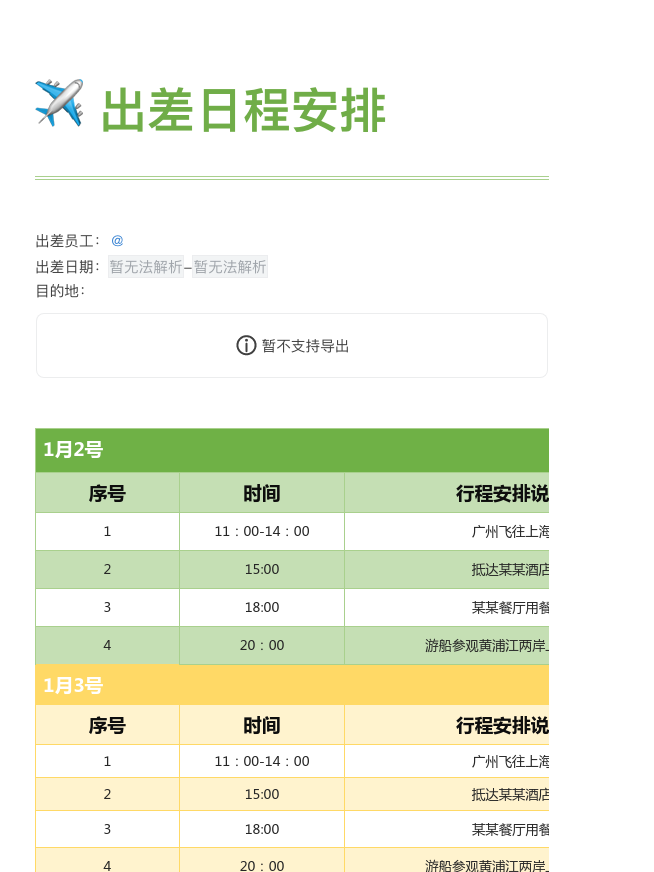 出差日程安排
出差员工： @
出差日期： 暂无法解析–暂无法解析
目的地：
暂不支持导出
1月2号
序号 时间 行程安排说
1 11：00-14：00 广州飞往上海
2 15:00 抵达某某酒店
3 18:00 某某餐厅用餐
4 20：00 游船参观黄浦江两岸
1月3号
序号 时间 行程安排说
1 11：00-14：00 广州飞往上海
2 15:00 抵达某某酒店
3 18:00 某某餐厅用餐
4 20：00 游船参观黄浦江两岸